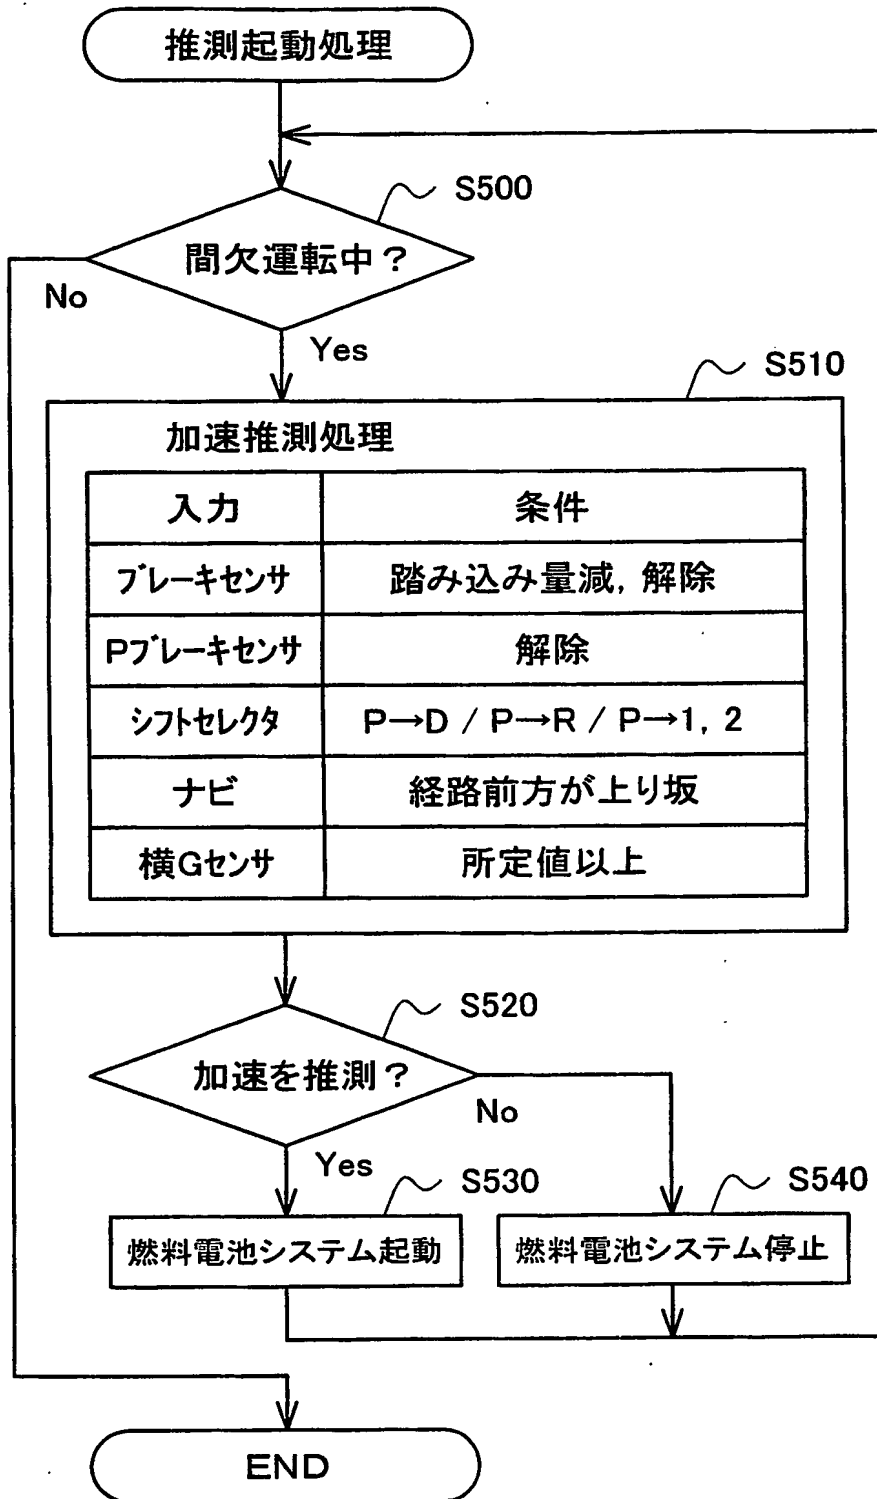 推測起動処理
S500
間欠運転中？
No
Yes
S510
加速推測処理
入力 条件
ブレーキセンサ 踏み込み量減, 解除
Pブレーキセンサ 解除
シフトセレクタ P→D / P→R / P→1, 2
ナビ 経路前方が上り坂
横Gセンサ 所定値以上
S520
加速を推測？
No
Yes
S530
S540
燃料電池システム起動
燃料電池システム停止
END